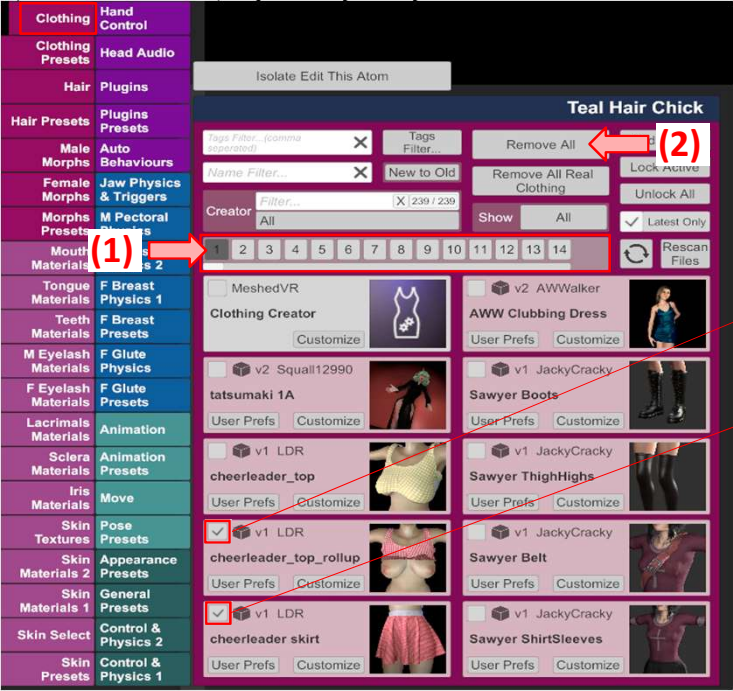 Clothing
Hand
Control
Clothing
Presets
Head Audio
Hair
Plugins
Hair Presets
Plugins
Presets
Male
Morphs
Auto
Behaviours
Female
Morphs
Jaw Physics
& Triggers
Morphs
Presets
M Pectoral
Mouth
Materials
s 2
Tongue
Materials
F Breast
Physics 1
Teeth
Materials
F Breast
Presets
M Eyelash
Materials
F Glute
Physics
F Eyelash
Materials
F Glute
Presets
Lacrimals
Materials
Animation
Sclera
Materials
Animation
Presets
Iris
Materials
Move
Skin
Textures
Pose
Presets
Skin
Materials 2
Appearance
Presets
Skin
Materials 1
General
Presets
Skin Select
Control &
Physics 2
Skin
Presets
Control &
Physics 1
Isolate Edit This Atom
Teal Hair Chick
Tags Filter...(comma
seperated)
X
Tags
Filter...
Remove All
(2)
Name Filter...
X
New to Old
Remove All Real
Clothing
Lock Active
Unlock All
Creator
Filter...
X
239 / 239
All
Show
All
Latest Only
(1)
1 2 3 4 5 6 7 8 9 10 11 12 13 14
Rescan
Files
MeshedVR
Clothing Creator
Customize
v2 AWWalker
AWW Clubbing Dress
User Prefs Customize
v2 Squall12990
tatsumaki 1A
User Prefs Customize
v1 JackyCracky
Sawyer Boots
User Prefs Customize
v1 LDR
cheerleader_top
User Prefs Customize
v1 JackyCracky
Sawyer ThighHighs
User Prefs Customize
v1 LDR
cheerleader_top_rollup
User Prefs Customize
v1 JackyCracky
Sawyer Belt
User Prefs Customize
v1 LDR
cheerleader skirt
User Prefs Customize
v1 JackyCracky
Sawyer ShirtSleeves
User Prefs Customize